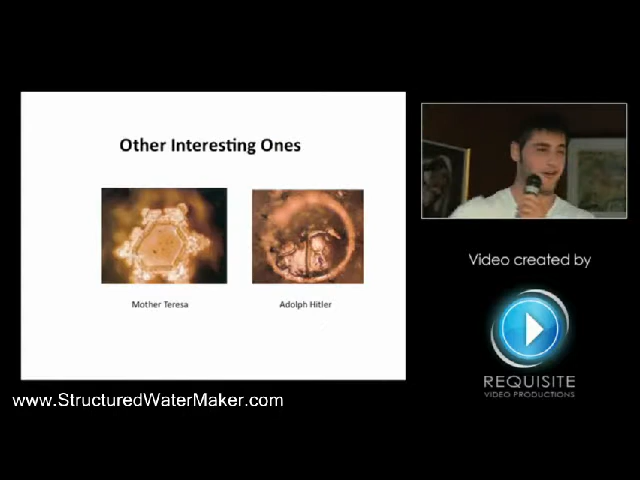 Other Interesting Ones
Mother Teresa
Adolph Hitler
Video created by
REQUISITE
VIDEO PRODUCTIONS
www.StructuredWaterMaker.com